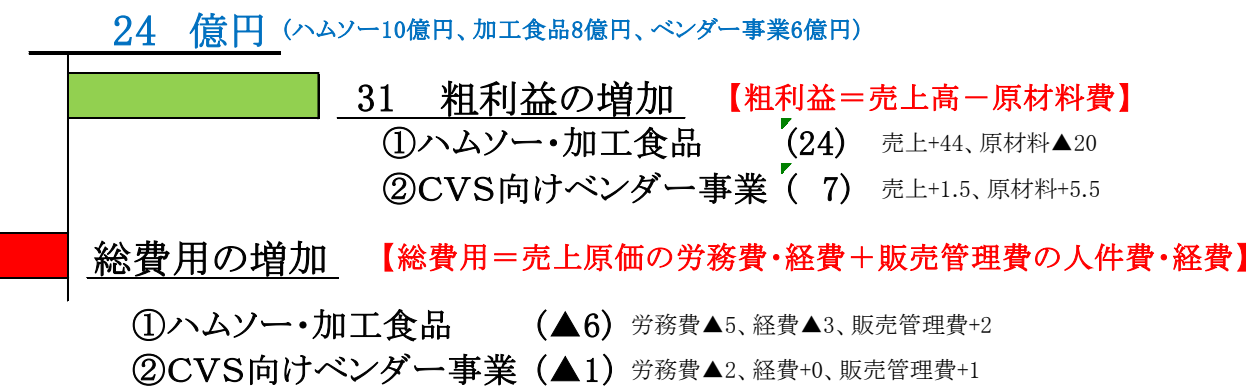 24　億円（ハムソー10億円、加工食品8億円、ベンダー事業6億円）
31　粗利益の増加　【粗利益＝売上高－原材料費】
①ハムソー・加工食品　（24）　売上+44、原材料▲20
②CVS向けベンダー事業（ 7）　売上+1.5、原材料+5.5
総費用の増加　【総費用＝売上原価の労務費・経費＋販売管理費の人件費・経費】
①ハムソー・加工食品　（▲6）労務費▲5、経費▲3、販売管理費+2
②CVS向けベンダー事業（▲1）労務費▲2、経費+0、販売管理費+1